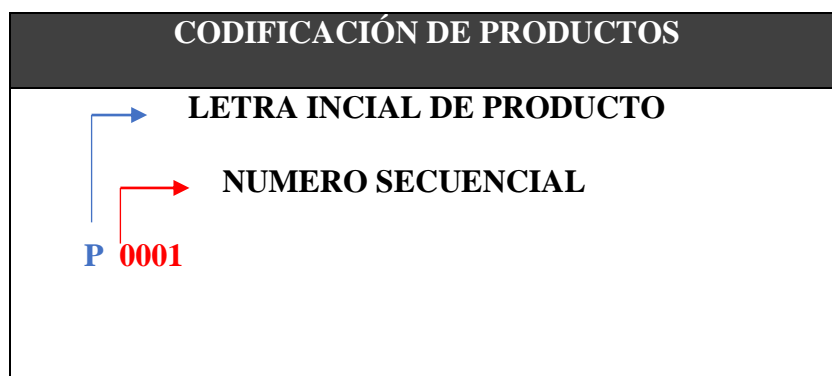 CODIFICACIÓN DE PRODUCTOS
LETRA INCIAL DE PRODUCTO
NUMERO SECUENCIAL
P 0001